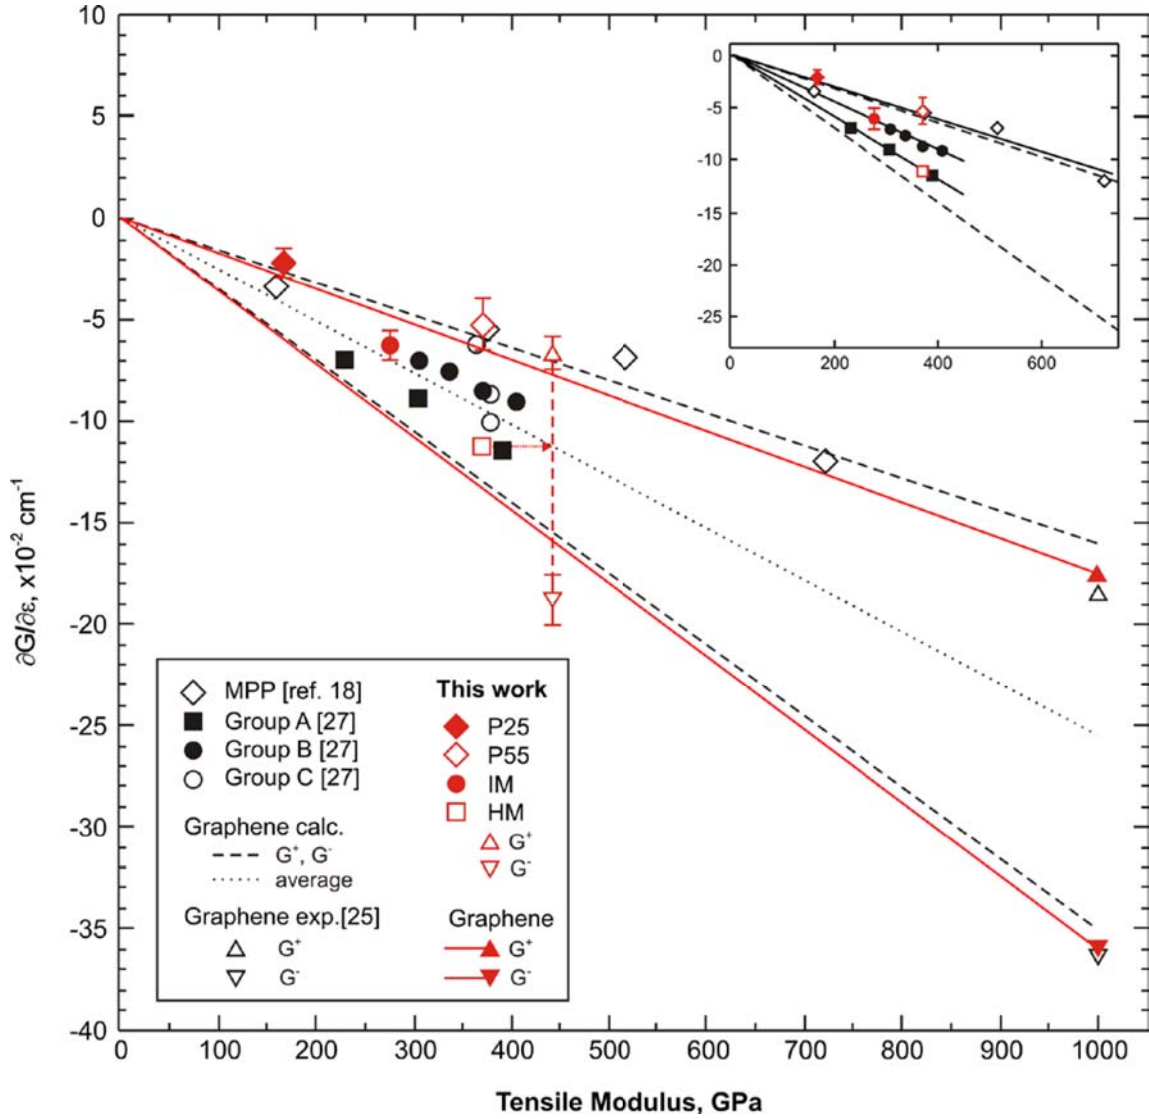 10
5
0
-5
-10
-15
-20
-25
-30
-35
-40
∂G/∂ε, x10⁻² cm⁻¹
0 100 200 300 400 500 600 700 800 900 1000
Tensile Modulus, GPa
0
-5
-10
-15
-20
-25
0 200 400 600
MPP [ref. 18]
Group A [27]
Group B [27]
Group C [27]
Graphene calc.
G⁺, G⁻
average
Graphene exp.[25]
G⁺
G⁻
This work
P25
P55
IM
HM
G⁺
G⁻
Graphene
G⁺
G⁻